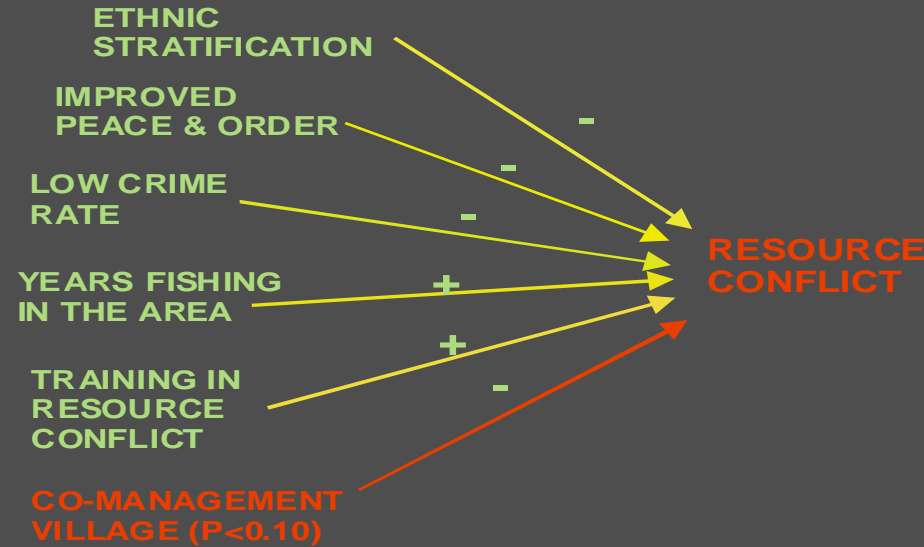 ETHNIC
STRATIFICATION
-
IMPROVED
PEACE & ORDER
-
LOW CRIME
RATE
-
RESOURCE
CONFLICT
YEARS FISHING
IN THE AREA
+
+
TRAINING IN
RESOURCE
CONFLICT
-
CO-MANAGEMENT
VILLAGE (P<0.10)